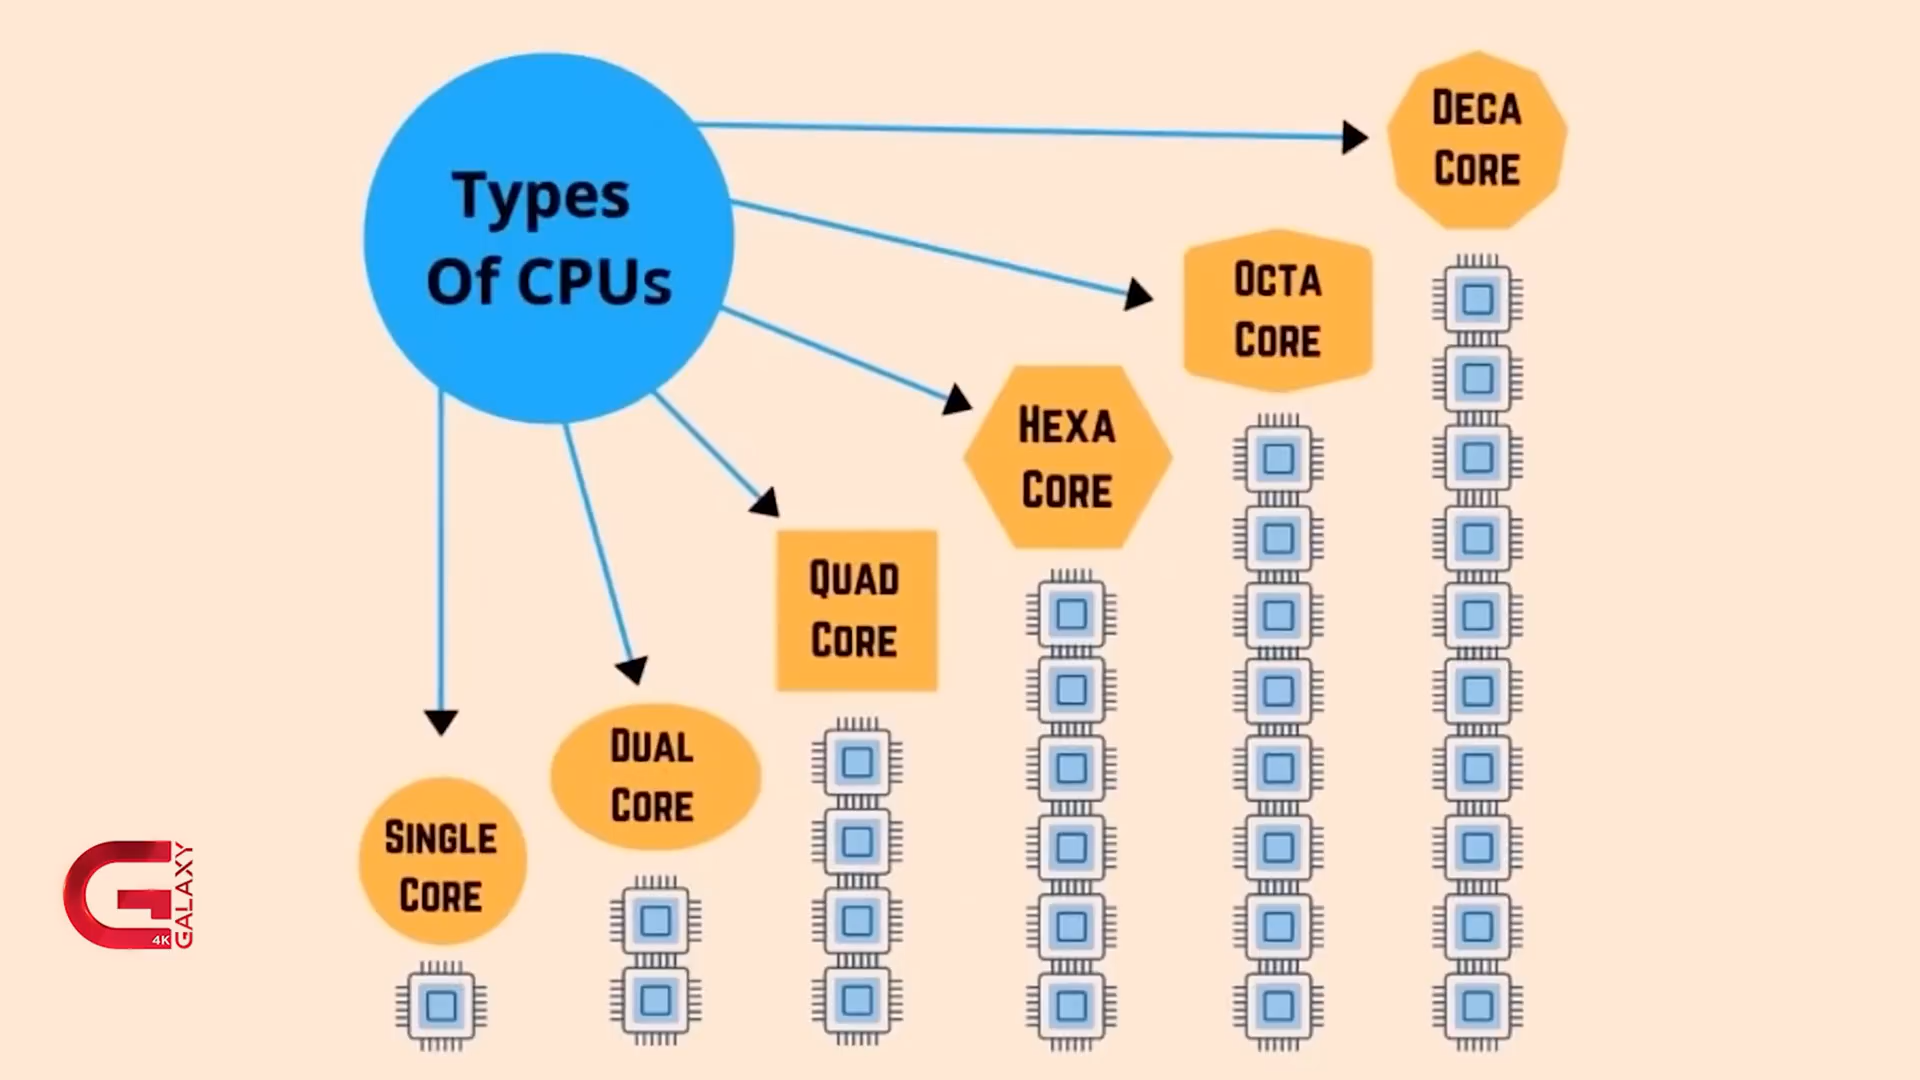 Types
Of CPUs
Deca
Core
Octa
Core
Hexa
Core
Quad
Core
Dual
Core
Single
Core
GALAXY
4K